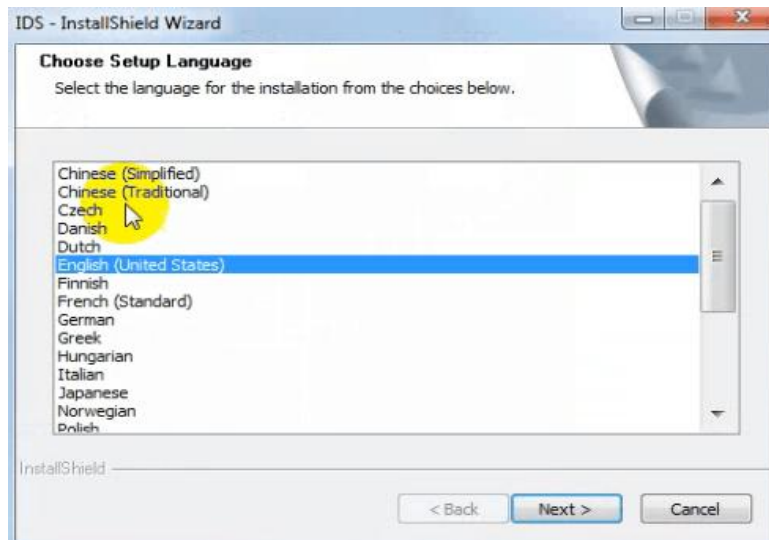 IDS - InstallShield Wizard
Choose Setup Language
Select the language for the installation from the choices below.
Chinese (Simplified)
Chinese (Traditional)
Czech
Danish
Dutch
English (United States)
Finnish
French (Standard)
German
Greek
Hungarian
Italian
Japanese
Norwegian
Polish
InstallShield
< Back
Next >
Cancel